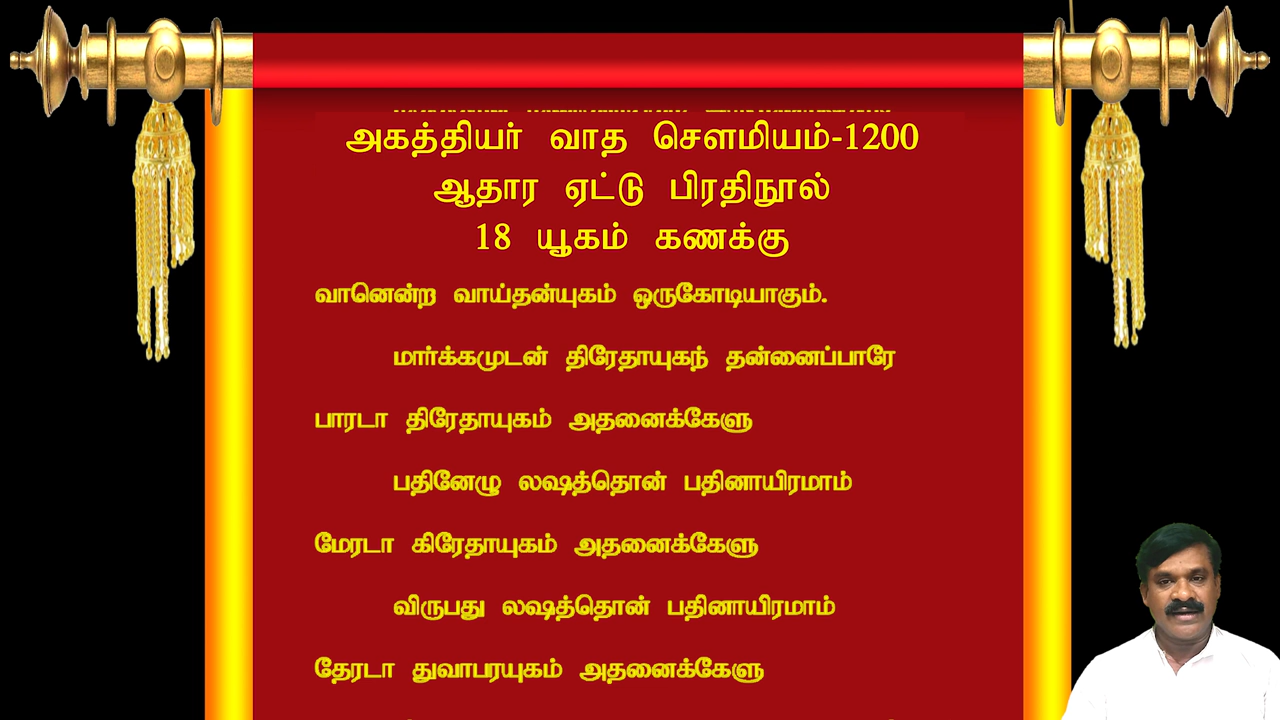 அகத்தியர் வாத சௌமியம்-1200
ஆதார ஏட்டு பிரதிநூல்
18 யூகம் கணக்கு
வானென்ற வாய்தன்யுகம் ஒருகோடியாகும்.
மார்க்கமுடன் திரேதாயுகந் தன்னைப்பாரே
பாரடா திரேதாயுகம் அதனைக்கேளு
பதினேழு லஷத்தொன் பதினாயிரமாம்
மேரடா கிரேதாயுகம் அதனைக்கேளு
விருபது லஷத்தொன் பதினாயிரமாம்
தேரடா துவாபரயுகம் அதனைக்கேளு